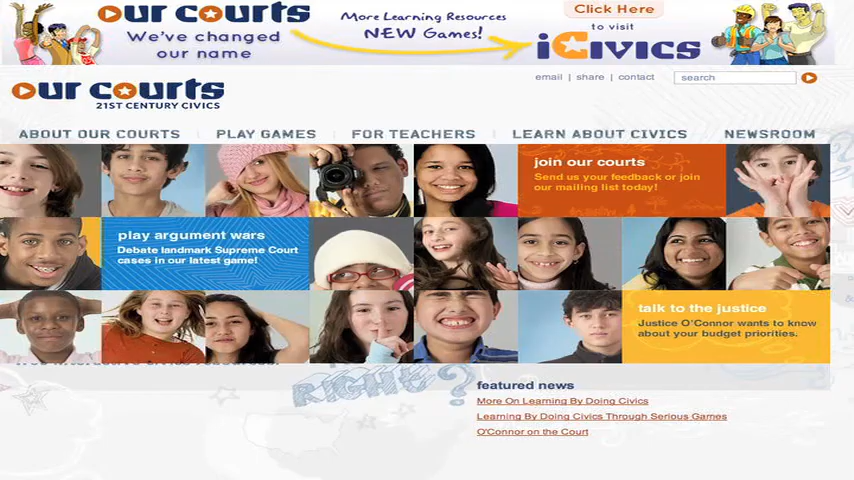 our courts
We've changed
our name
More Learning Resources
NEW Games!
Click Here
to visit
iCivics
our courts
21ST CENTURY CIVICS
email | share | contact
search
ABOUT OUR COURTS
PLAY GAMES
FOR TEACHERS
LEARN ABOUT CIVICS
NEWSROOM
join our courts
Send us your feedback or join
our mailing list today!
play argument wars
Debate landmark Supreme Court
cases in our latest game!
talk to the justice
Justice O'Connor wants to know
about your budget priorities.
RIGHT?
featured news
More On Learning By Doing Civics
Learning By Doing Civics Through Serious Games
O'Connor on the Court